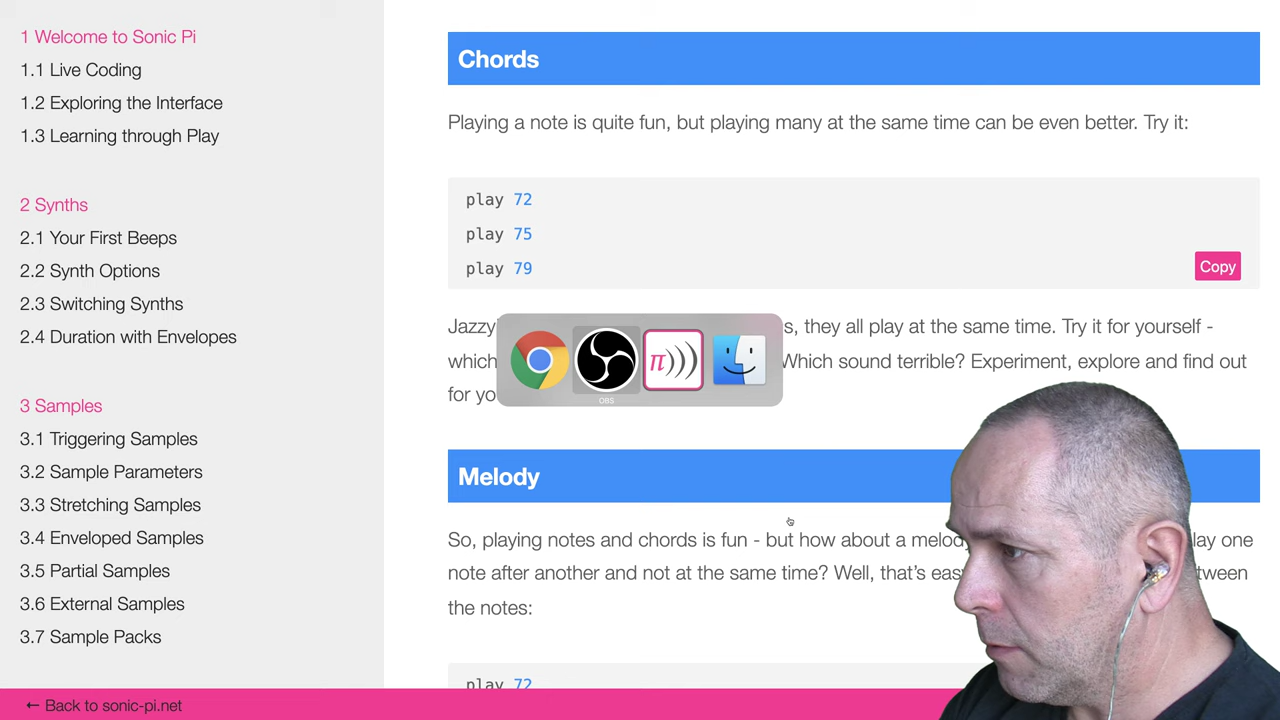 1 Welcome to Sonic Pi
1.1 Live Coding
1.2 Exploring the Interface
1.3 Learning through Play
2 Synths
2.1 Your First Beeps
2.2 Synth Options
2.3 Switching Synths
2.4 Duration with Envelopes
3 Samples
3.1 Triggering Samples
3.2 Sample Parameters
3.3 Stretching Samples
3.4 Enveloped Samples
3.5 Partial Samples
3.6 External Samples
3.7 Sample Packs
← Back to sonic-pi.net
Chords
Playing a note is quite fun, but playing many at the same time can be even better. Try it:
play 72
play 75
play 79
Copy
Jazzy s, they all play at the same time. Try it for yourself -
which Which sound terrible? Experiment, explore and find out
for yo
π)))
OBS
Melody
So, playing notes and chords is fun - but how about a melody lay one
note after another and not at the same time? Well, that's eas tween
the notes:
play 72